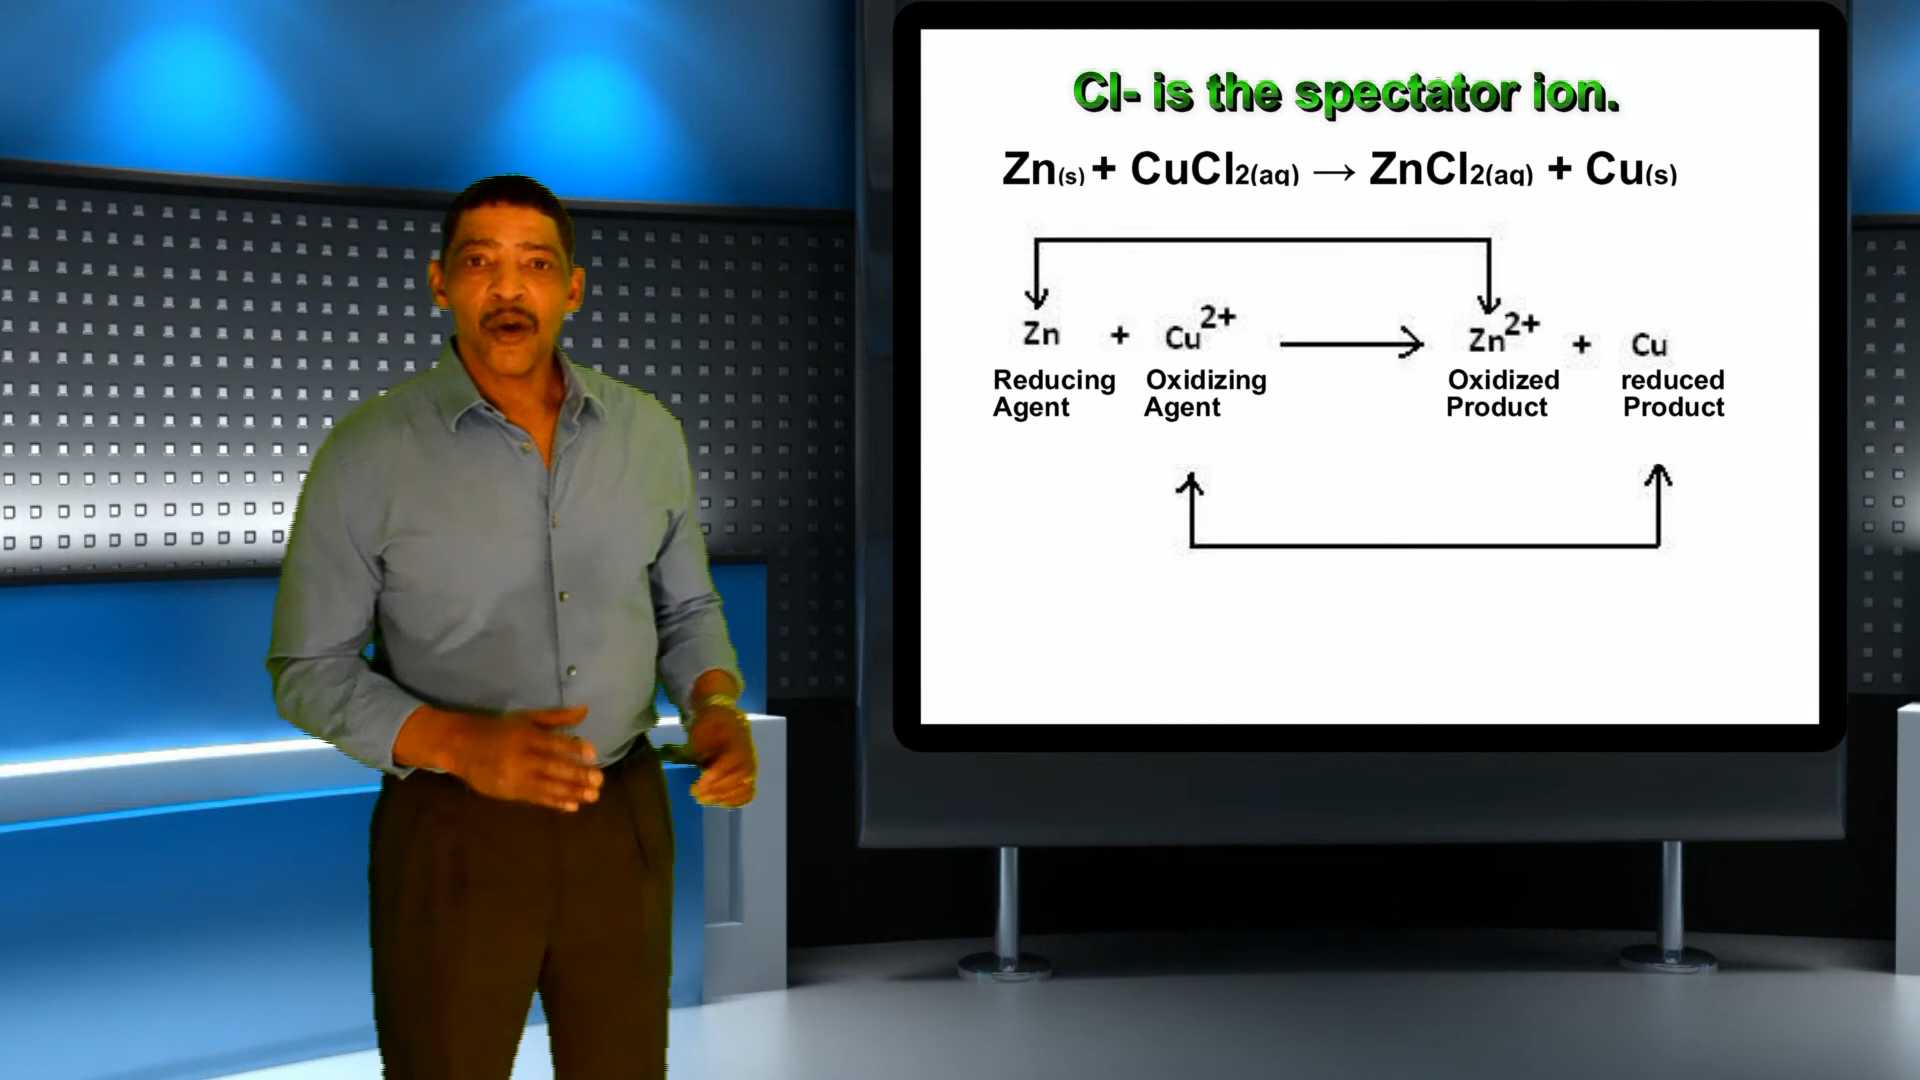 Cl- is the spectator ion.
Zn(s) + CuCl2(aq) → ZnCl2(aq) + Cu(s)
Zn + Cu2+ → Zn2+ + Cu
Reducing Agent Oxidizing Agent Oxidized Product reduced Product